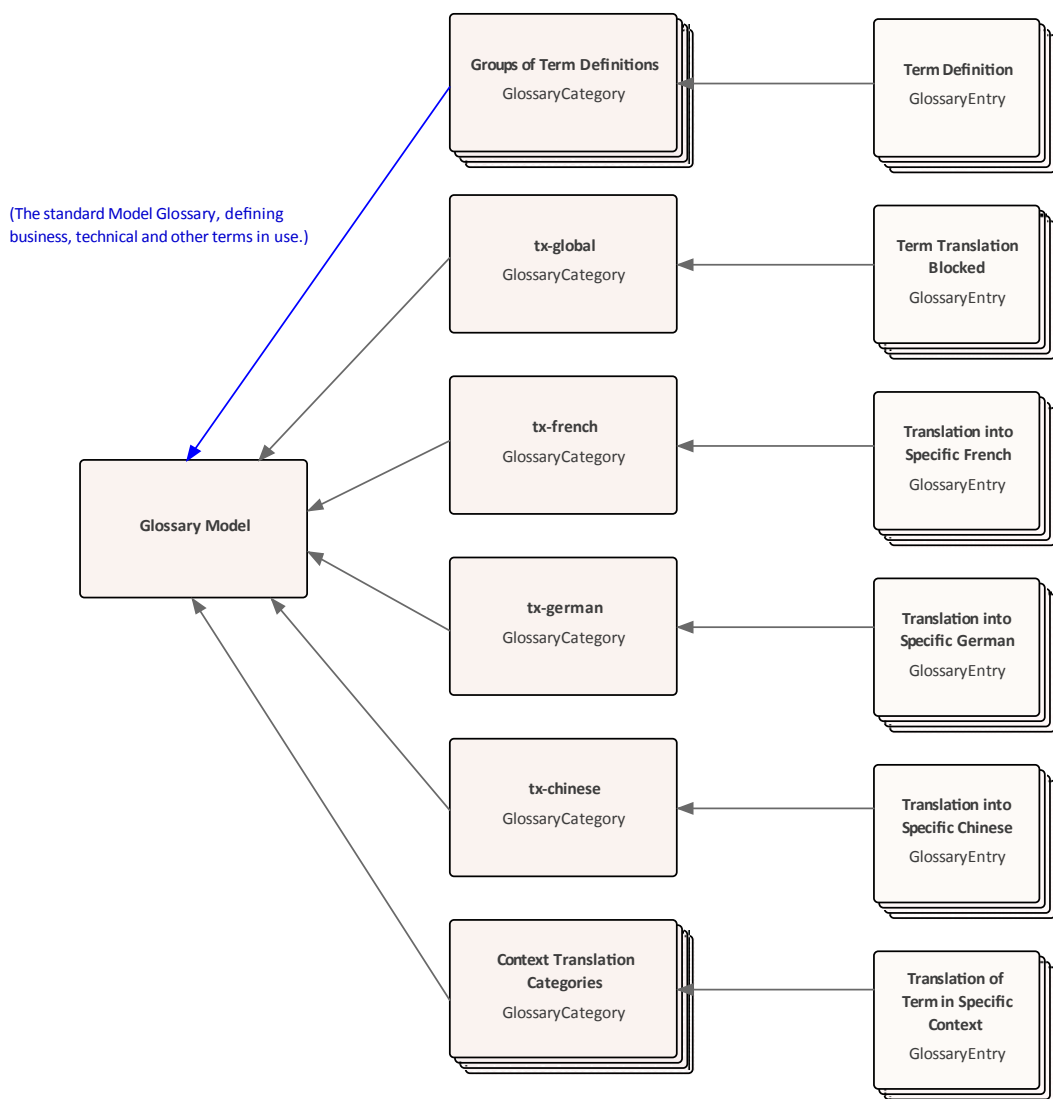 Groups of Term Definitions
GlossaryCategory
Term Definition
GlossaryEntry
(The standard Model Glossary, defining
business, technical and other terms in use.)
tx-global
GlossaryCategory
Term Translation
Blocked
GlossaryEntry
tx-french
GlossaryCategory
Translation into
Specific French
GlossaryEntry
Glossary Model
tx-german
GlossaryCategory
Translation into
Specific German
GlossaryEntry
tx-chinese
GlossaryCategory
Translation into
Specific Chinese
GlossaryEntry
Context Translation
Categories
GlossaryCategory
Translation of
Term in Specific
Context
GlossaryEntry